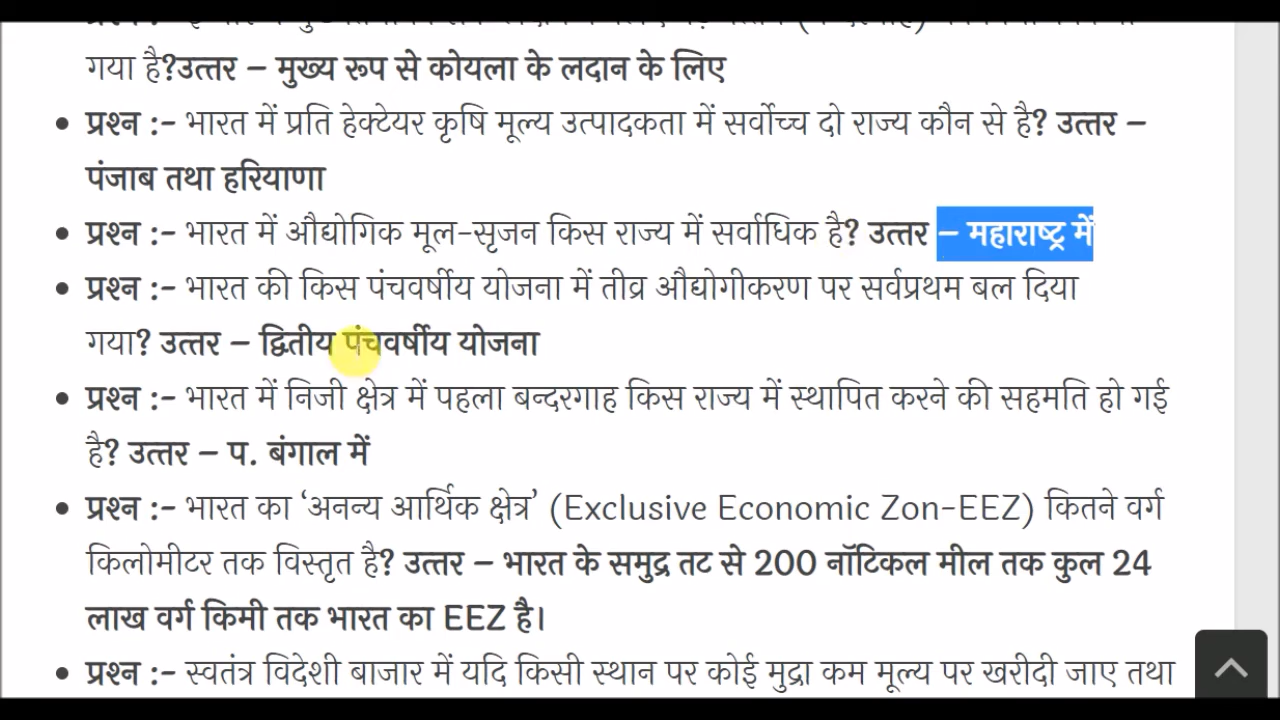 गया है?उत्तर – मुख्य रूप से कोयला के लदान के लिए
प्रश्न :- भारत में प्रति हेक्टेयर कृषि मूल्य उत्पादकता में सर्वोच्च दो राज्य कौन से है? उत्तर –
पंजाब तथा हरियाणा
प्रश्न :- भारत में औद्योगिक मूल-सृजन किस राज्य में सर्वाधिक है? उत्तर – महाराष्ट्र में
प्रश्न :- भारत की किस पंचवर्षीय योजना में तीव्र औद्योगीकरण पर सर्वप्रथम बल दिया
गया? उत्तर – द्वितीय पंचवर्षीय योजना
प्रश्न :- भारत में निजी क्षेत्र में पहला बन्दरगाह किस राज्य में स्थापित करने की सहमति हो गई
है? उत्तर – प. बंगाल में
प्रश्न :- भारत का ‘अनन्य आर्थिक क्षेत्र’ (Exclusive Economic Zon-EEZ) कितने वर्ग
किलोमीटर तक विस्तृत है? उत्तर – भारत के समुद्र तट से 200 नॉटिकल मील तक कुल 24
लाख वर्ग किमी तक भारत का EEZ है।
प्रश्न :- स्वतंत्र विदेशी बाजार में यदि किसी स्थान पर कोई मुद्रा कम मूल्य पर खरीदी जाए तथा